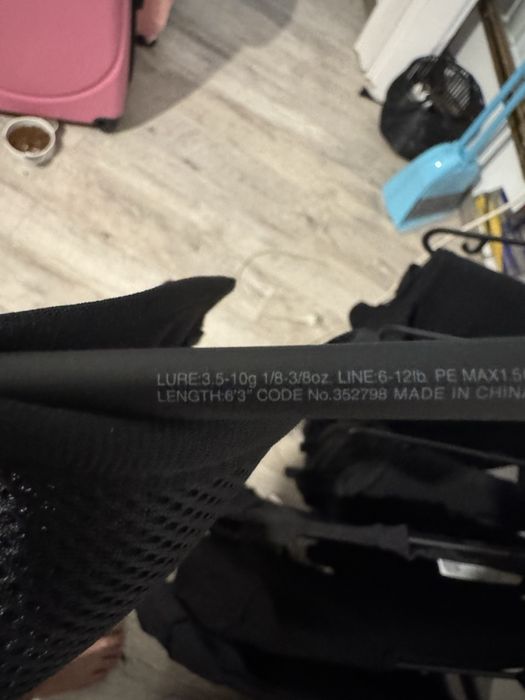 LURE:3.5-10g 1/8-3/8oz. LINE:6-12lb. PE MAX1.5
LENGTH:6'3" CODE No.352798 MADE IN CHINA